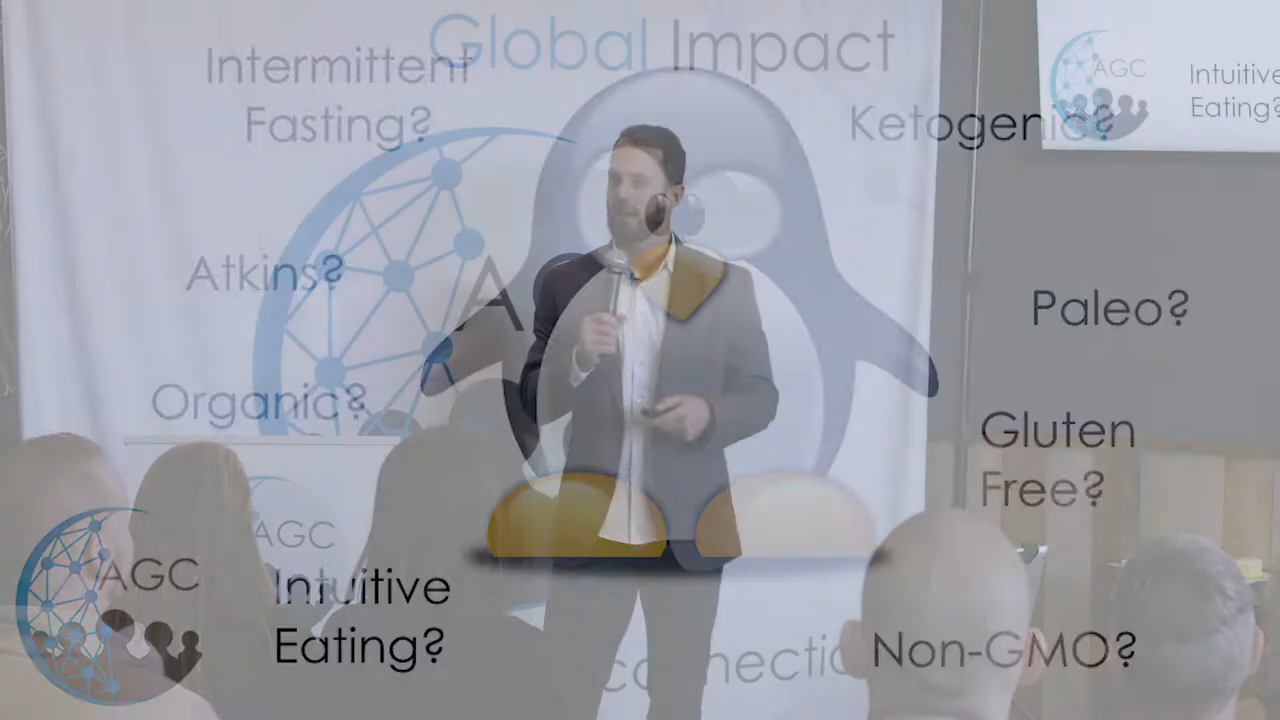 Global Impact
Intermittent
Fasting?
Ketogenic?
AGC
Intuitive
Eating?
Atkins?
A
Paleo?
Organic?
Gluten
Free?
AGC
AGC
Intuitive
Eating?
Non-GMO?